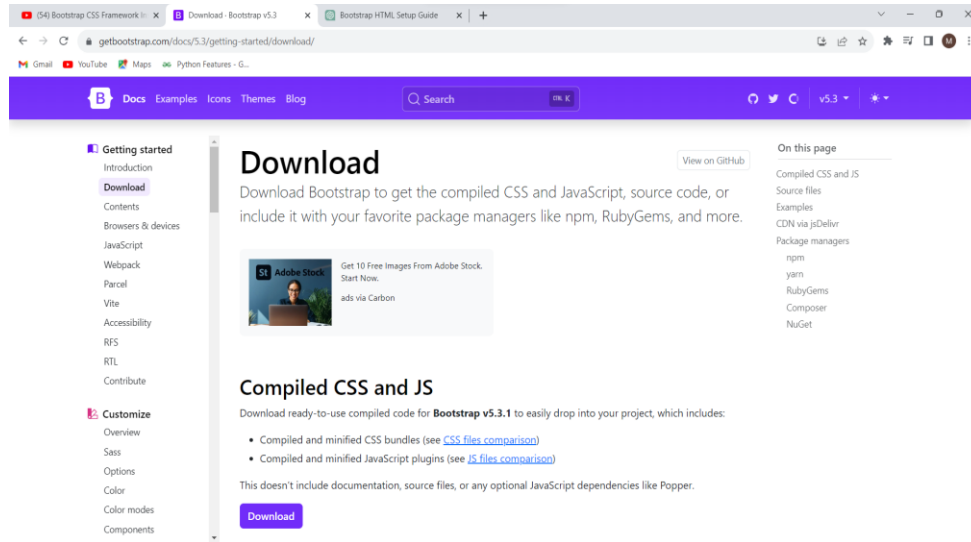 (54) Bootstrap CSS Framework In
Download · Bootstrap v5.3
Bootstrap HTML Setup Guide
getbootstrap.com/docs/5.3/getting-started/download/
M
Gmail
YouTube
Maps
Python Features - G...
B
Docs
Examples
Icons
Themes
Blog
Search
CTRL K
v5.3
Getting started
Introduction
Download
Contents
Browsers & devices
JavaScript
Webpack
Parcel
Vite
Accessibility
RFS
RTL
Contribute
Customize
Overview
Sass
Options
Color
Color modes
Components
Download
View on GitHub
Download Bootstrap to get the compiled CSS and JavaScript, source code, or
include it with your favorite package managers like npm, RubyGems, and more.
St Adobe Stock
Get 10 Free Images From Adobe Stock.
Start Now.
ads via Carbon
Compiled CSS and JS
Download ready-to-use compiled code for Bootstrap v5.3.1 to easily drop into your project, which includes:
• Compiled and minified CSS bundles (see CSS files comparison)
• Compiled and minified JavaScript plugins (see JS files comparison)
This doesn't include documentation, source files, or any optional JavaScript dependencies like Popper.
Download
On this page
Compiled CSS and JS
Source files
Examples
CDN via jsDelivr
Package managers
npm
yarn
RubyGems
Composer
NuGet